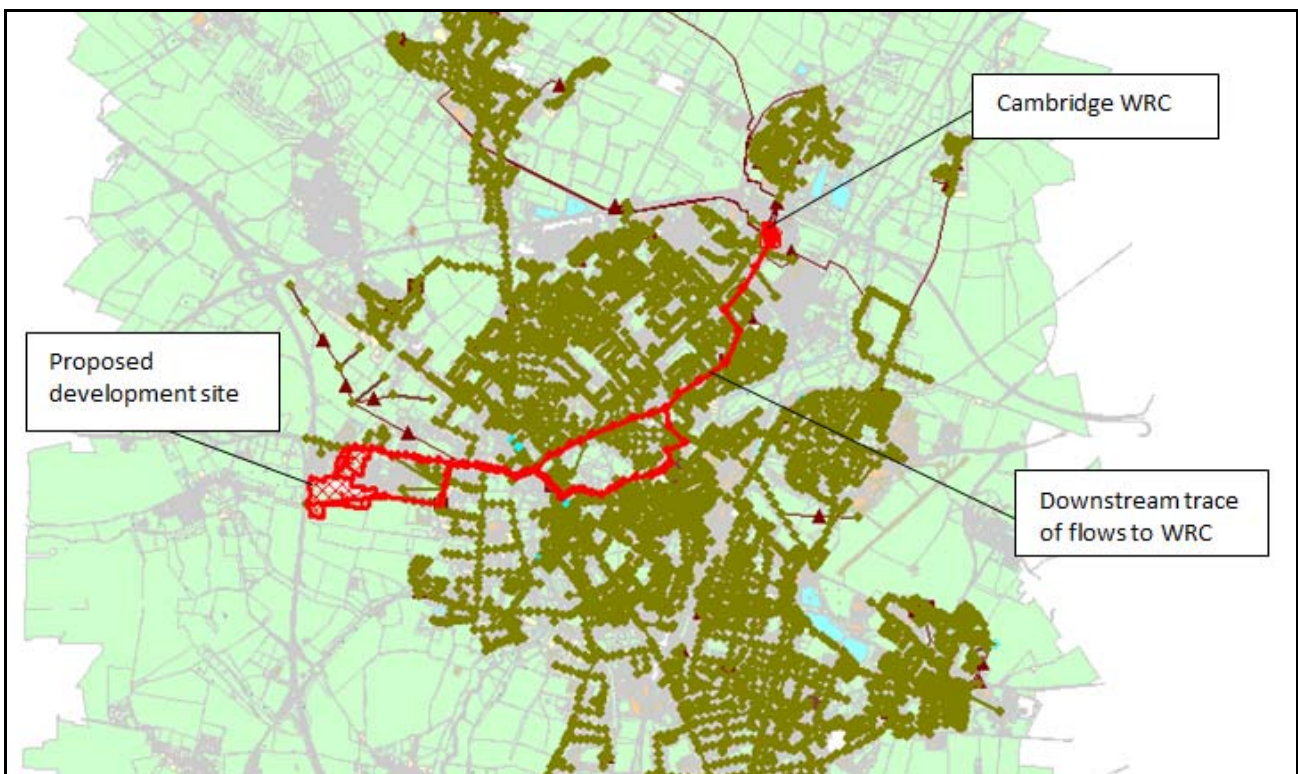 Cambridge WRC
Proposed
development site
Downstream trace
of flows to WRC